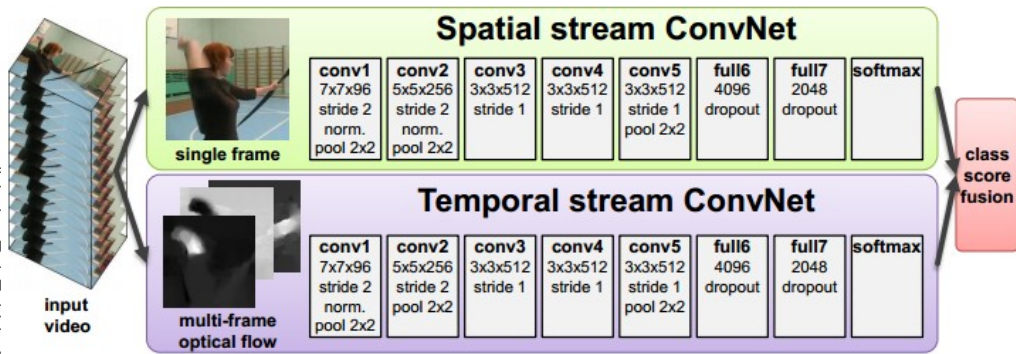 Spatial stream ConvNet
single frame
conv1
7x7x96
stride 2
norm.
pool 2x2
conv2
5x5x256
stride 2
norm.
pool 2x2
conv3
3x3x512
stride 1
conv4
3x3x512
stride 1
conv5
3x3x512
stride 1
pool 2x2
full6
4096
dropout
full7
2048
dropout
softmax
input
video
Temporal stream ConvNet
multi-frame
optical flow
conv1
7x7x96
stride 2
norm.
pool 2x2
conv2
5x5x256
stride 2
pool 2x2
conv3
3x3x512
stride 1
conv4
3x3x512
stride 1
conv5
3x3x512
stride 1
pool 2x2
full6
4096
dropout
full7
2048
dropout
softmax
class
score
fusion